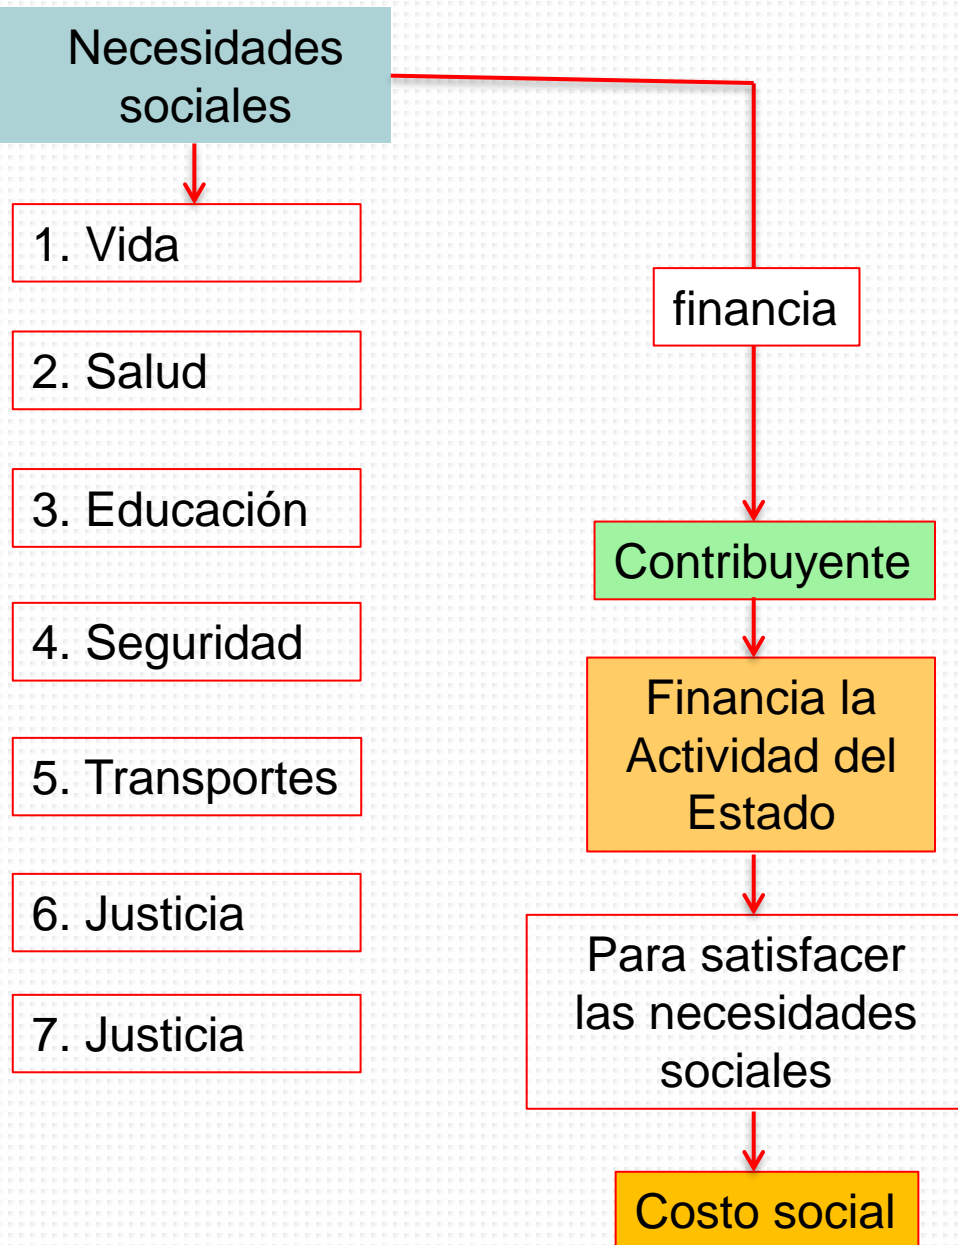 Necesidades
sociales
1. Vida
2. Salud
3. Educación
4. Seguridad
5. Transportes
6. Justicia
7. Justicia
financia
Contribuyente
Financia la
Actividad del
Estado
Para satisfacer
las necesidades
sociales
Costo social